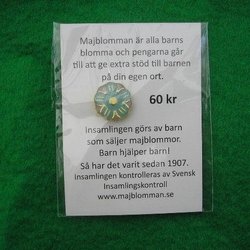 Majblomman är alla barns
blomma och pengarna går
till att ge extra stöd till barnen
på din egen ort.
60 kr
Insamlingen görs av barn
som säljer majblommor.
Barn hjälper barn!
Så har det varit sedan 1907.
insamlingen kontrolleras av Svensk
Insamlingskontroll
www.majblomman.se